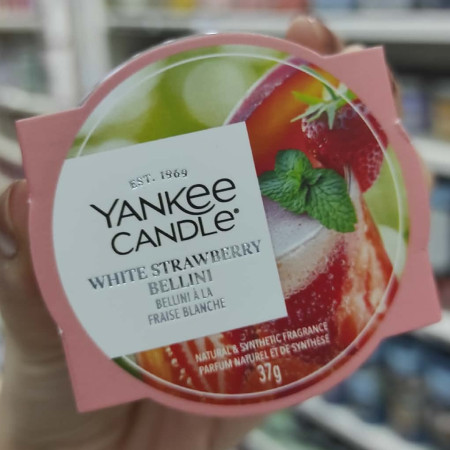 EST. 1969
YANKEE
CANDLE®
WHITE STRAWBERRY
BELLINI
BELLINI À LA
FRAISE BLANCHE
NATURAL & SYNTHETIC FRAGRANCE
PARFUM NATUREL ET DE SYNTHÈSE
37g